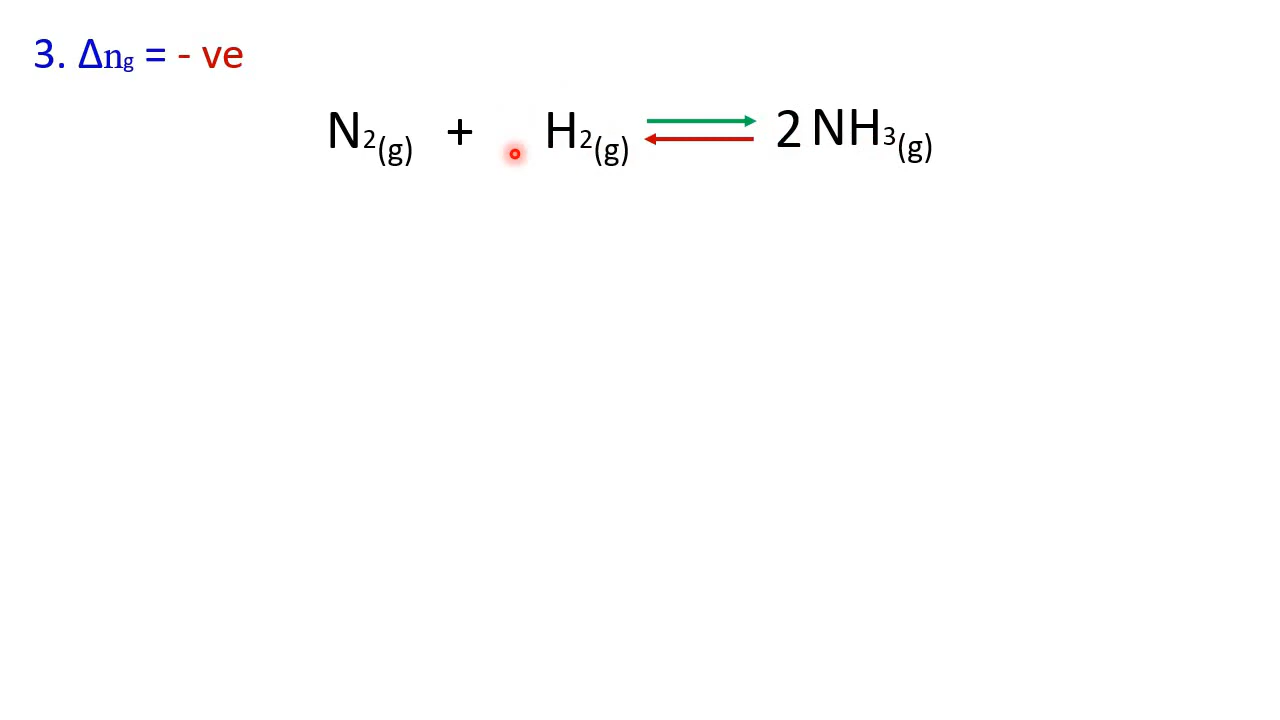 3. Δng = - ve
N2(g) + H2(g) ⇌ 2 NH3(g)